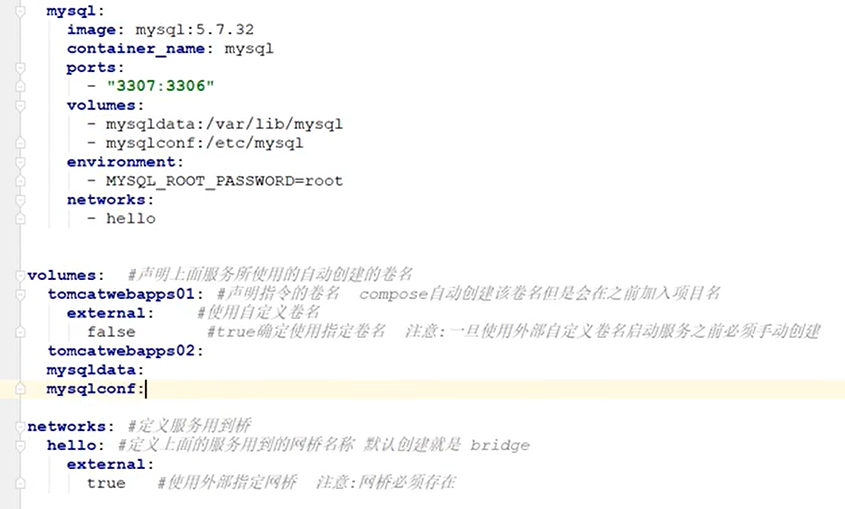 mysql:
image: mysql:5.7.32
container_name: mysql
ports:
- "3307:3306"
volumes:
- mysqldata:/var/lib/mysql
- mysqlconf:/etc/mysql
environment:
- MYSQL_ROOT_PASSWORD=root
networks:
- hello
volumes: #声明上面服务所使用的自动创建的卷名
tomcatwebapps01: #声明指令的卷名 compose自动创建该卷名但是会在之前加入项目名
external: #使用自定义卷名
false #true确定使用指定卷名 注意:一旦使用外部自定义卷名启动服务之前必须手动创建
tomcatwebapps02:
mysqldata:
mysqlconf:
networks: #定义服务用到桥
hello: #定义上面的服务用到的网桥名称 默认创建就是 bridge
external:
true #使用外部指定网桥 注意:网桥必须存在